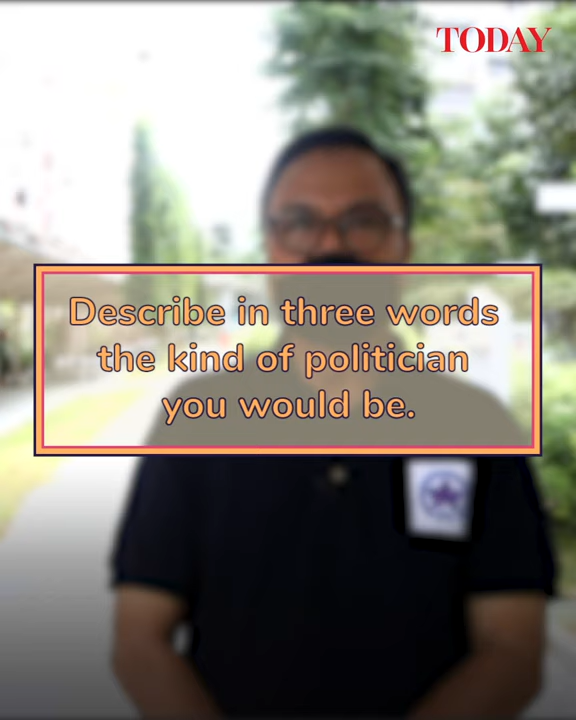 TODAY
Describe in three words
the kind of politician
you would be.